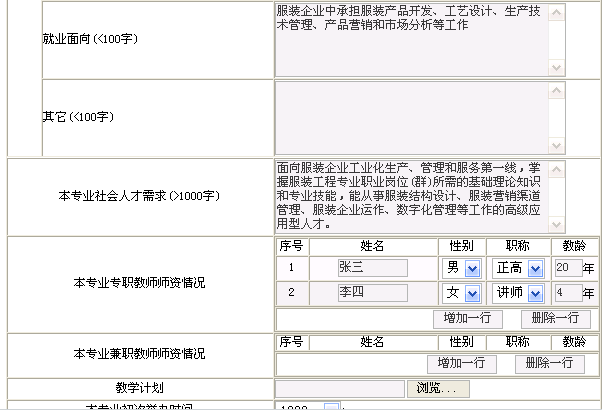 就业面向(<100字)
服装企业中承担服装产品开发、工艺设计、生产技
术管理、产品营销和市场分析等工作
其它(<100字)
本专业社会人才需求(>1000字)
面向服装企业工业化生产、管理和服务第一线，掌
握服装工程专业职业岗位(群)所需的基础理论知识
和专业技能，能从事服装结构设计、服装营销渠道
管理、服装企业运作、数字化管理等工作的高级应
用型人才。
本专业专职教师师资情况
序号 姓名 性别 职称 教龄
1 张三 男 正高 20年
2 李四 女 讲师 4年
增加一行 删除一行
本专业兼职教师师资情况
序号 姓名 性别 职称 教龄
增加一行 删除一行
教学计划 浏览...
本专业初次举办时间